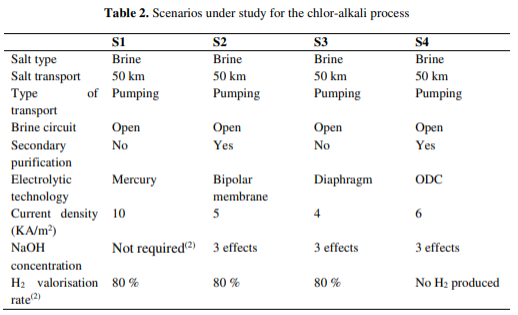 Table 2. Scenarios under study for the chlor-alkali process
S1 S2 S3 S4
Salt type Brine Brine Brine Brine
Salt transport 50 km 50 km 50 km 50 km
Type of Pumping Pumping Pumping Pumping
transport
Brine circuit Open Open Open Open
Secondary No Yes No Yes
purification
Electrolytic Mercury Bipolar Diaphragm ODC
technology membrane
Current density 10 5 4 6
(KA/m²)
NaOH Not required⁽²⁾ 3 effects 3 effects 3 effects
concentration
H₂ valorisation 80 % 80 % 80 % No H₂ produced
rate⁽²⁾